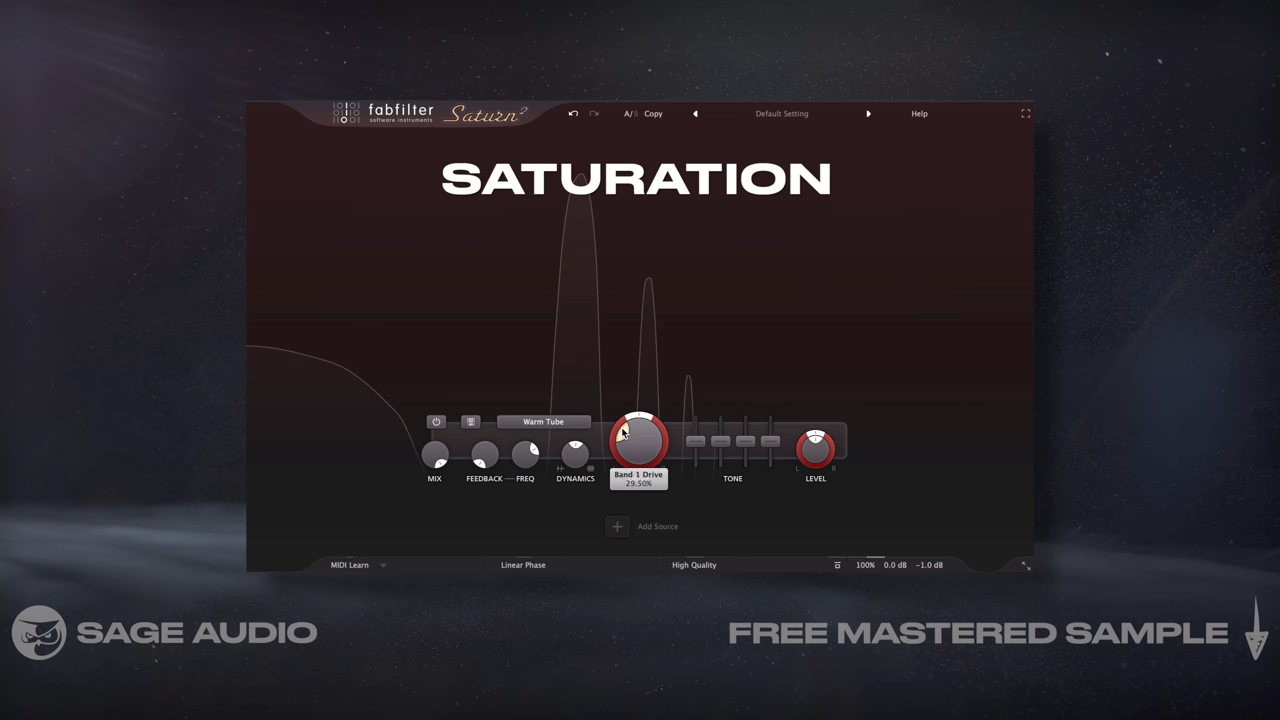 fabfilter
software instruments
Saturn 2
A/B Copy
Default Setting
Help
SATURATION
Warm Tube
Band 1 Drive
29.50%
MIX
FEEDBACK
FREQ
DYNAMICS
TONE
L
R
LEVEL
+ Add Source
MIDI Learn
Linear Phase
High Quality
100%
0.0 dB
-1.0 dB
SAGE AUDIO
FREE MASTERED SAMPLE